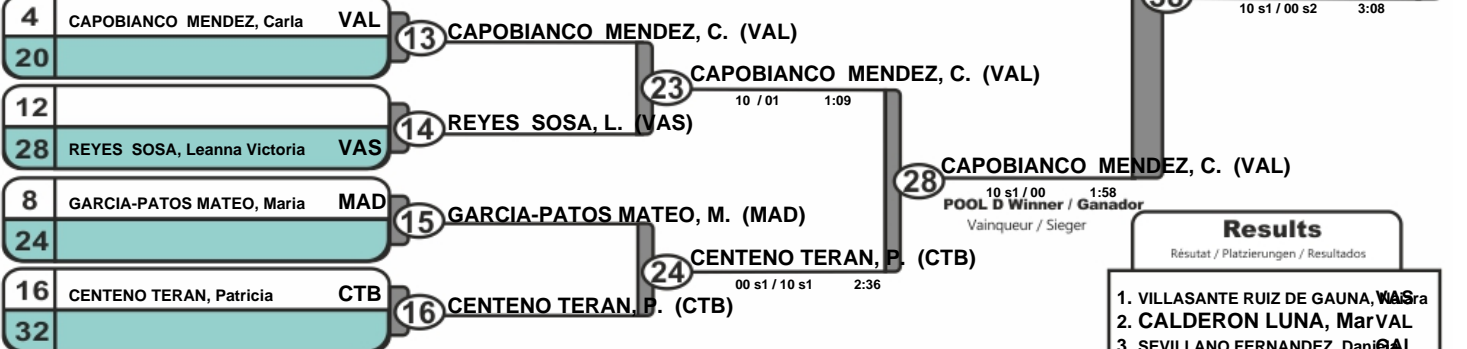 4 CAPOBIANCO MENDEZ, Carla VAL
20
13 CAPOBIANCO MENDEZ, C. (VAL)
12
28 REYES SOSA, Leanna Victoria VAS
14 REYES SOSA, L. (VAS)
23 CAPOBIANCO MENDEZ, C. (VAL)
10 / 01 1:09
8 GARCIA-PATOS MATEO, Maria MAD
24
15 GARCIA-PATOS MATEO, M. (MAD)
16 CENTENO TERAN, Patricia CTB
32
16 CENTENO TERAN, P. (CTB)
24 CENTENO TERAN, P. (CTB)
00 s1 / 10 s1 2:36
28 CAPOBIANCO MENDEZ, C. (VAL)
10 s1 / 00 1:58
POOL D Winner / Ganador
Vainqueur / Sieger
10 s1 / 00 s2 3:08
Results
Résutat / Platzierungen / Resultados
1. VILLASANTE RUIZ DE GAUNA, VAS
2. CALDERON LUNA, Mar VAL
3. SEVILLANO FERNANDEZ, GAL